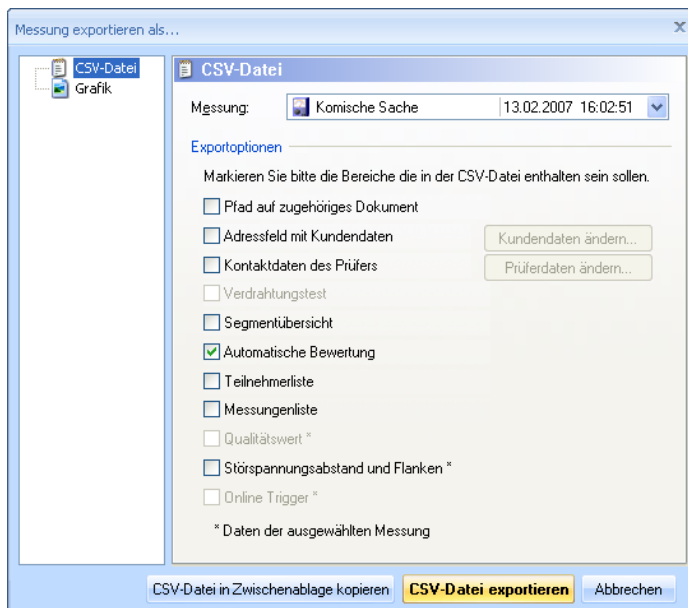 Messung exportieren als...
CSV-Datei
Grafik
CSV-Datei
Messung: Komische Sache 13.02.2007 16:02:51
Exportoptionen
Markieren Sie bitte die Bereiche die in der CSV-Datei enthalten sein sollen.
Pfad auf zugehöriges Dokument
Adressfeld mit Kundendaten Kundendaten ändern...
Kontaktdaten des Prüfers Prüferdaten ändern...
Verdrahtungstest
Segmentübersicht
Automatische Bewertung
Teilnehmerliste
Messungenliste
Qualitätswert *
Störspannungsabstand und Flanken *
Online Trigger *
* Daten der ausgewählten Messung
CSV-Datei in Zwischenablage kopieren CSV-Datei exportieren Abbrechen